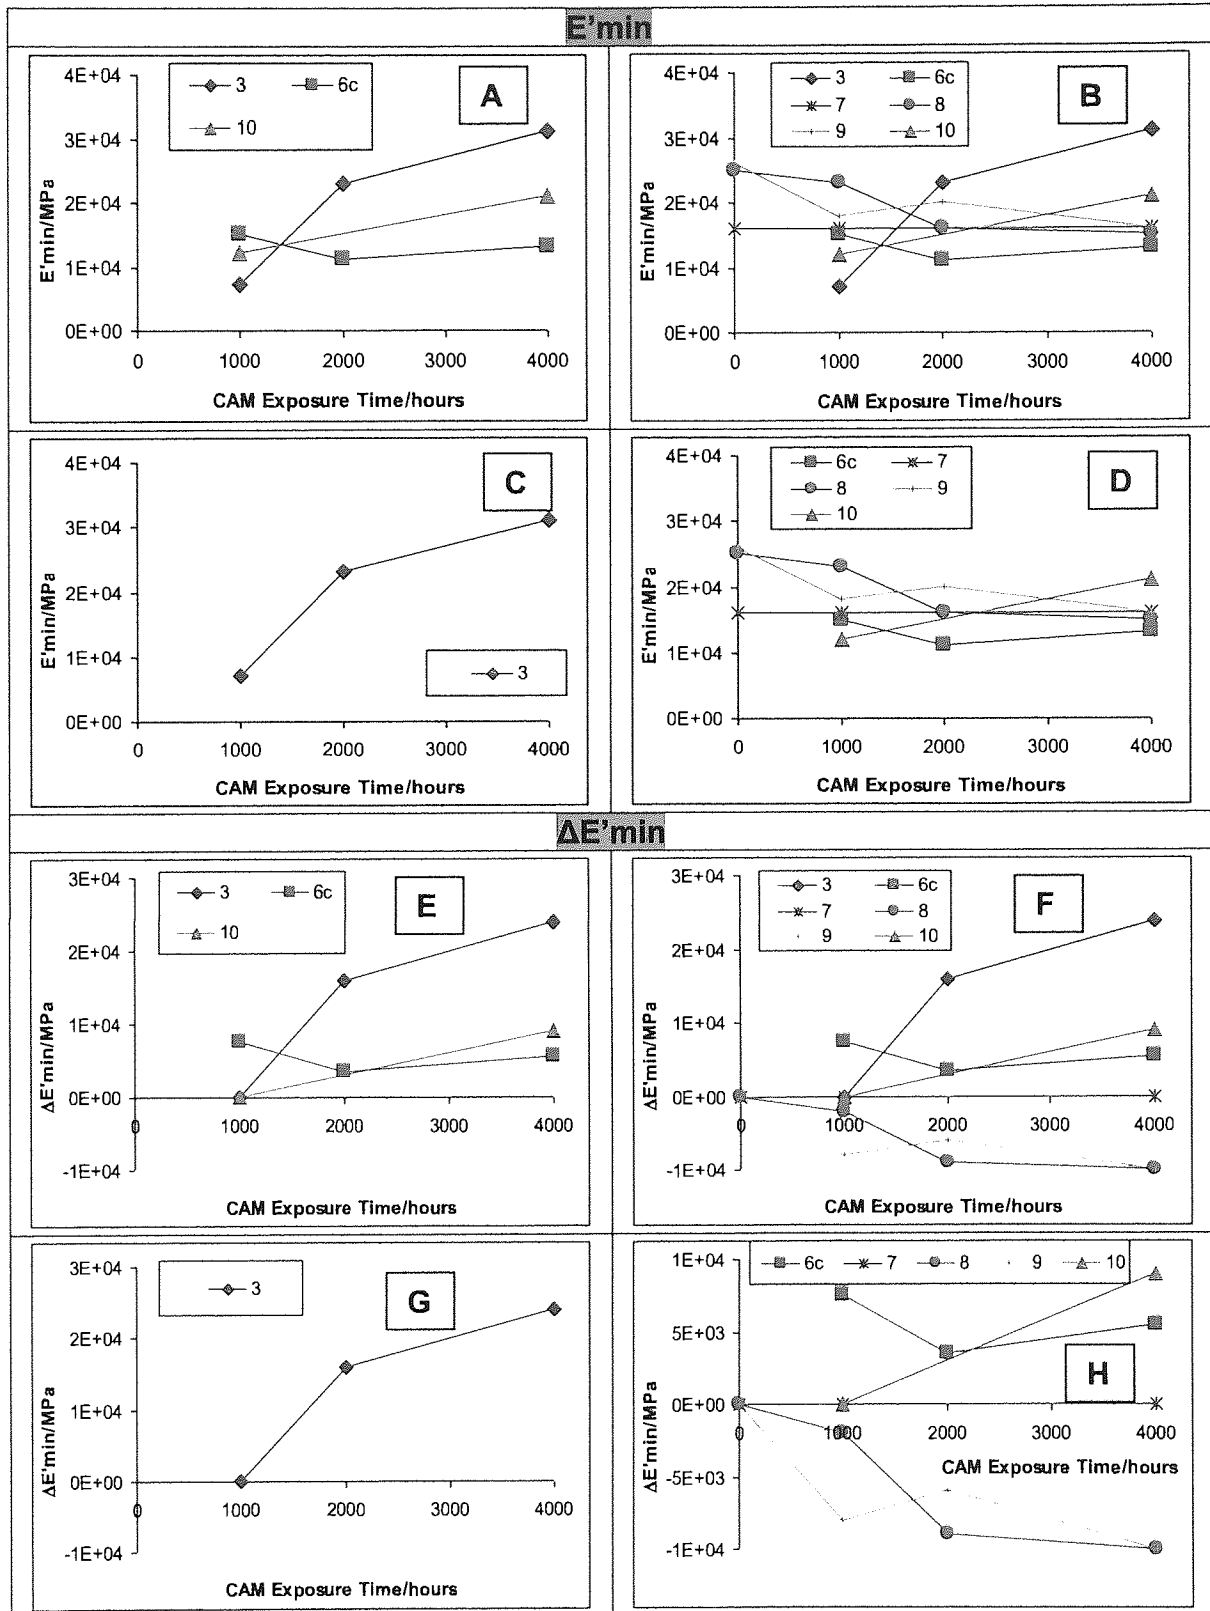 E'min
4E+04
3E+04
2E+04
1E+04
0E+00
E'min/MPa
3 6c
10
A
0 1000 2000 3000 4000
CAM Exposure Time/hours
4E+04
3E+04
2E+04
1E+04
0E+00
E'min/MPa
3 6c
7 8
9 10
B
0 1000 2000 3000 4000
CAM Exposure Time/hours
4E+04
3E+04
2E+04
1E+04
0E+00
E'min/MPa
C
3
0 1000 2000 3000 4000
CAM Exposure Time/hours
4E+04
3E+04
2E+04
1E+04
0E+00
E'min/MPa
6c 7
8 9
10
D
0 1000 2000 3000 4000
CAM Exposure Time/hours
ΔE'min
3E+04
2E+04
1E+04
0E+00
-1E+04
ΔE'min/MPa
3 6c
10
E
0 1000 2000 3000 4000
CAM Exposure Time/hours
3E+04
2E+04
1E+04
0E+00
-1E+04
ΔE'min/MPa
3 6c
7 8
9 10
F
0 1000 2000 3000 4000
CAM Exposure Time/hours
3E+04
2E+04
1E+04
0E+00
-1E+04
ΔE'min/MPa
3
G
0 1000 2000 3000 4000
CAM Exposure Time/hours
1E+04
5E+03
0E+00
-5E+03
-1E+04
ΔE'min/MPa
6c 7 8 9 10
H
0 1000 2000 3000 4000
CAM Exposure Time/hours